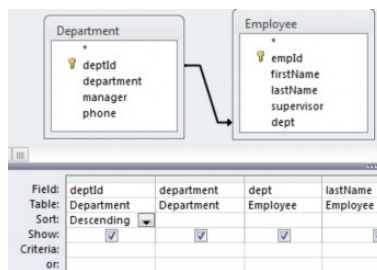 Department
*
deptId
department
manager
phone
Employee
*
empId
firstName
lastName
supervisor
dept
Field: deptId department dept lastName
Table: Department Department Employee Employee
Sort: Descending
Show:
Criteria:
or: